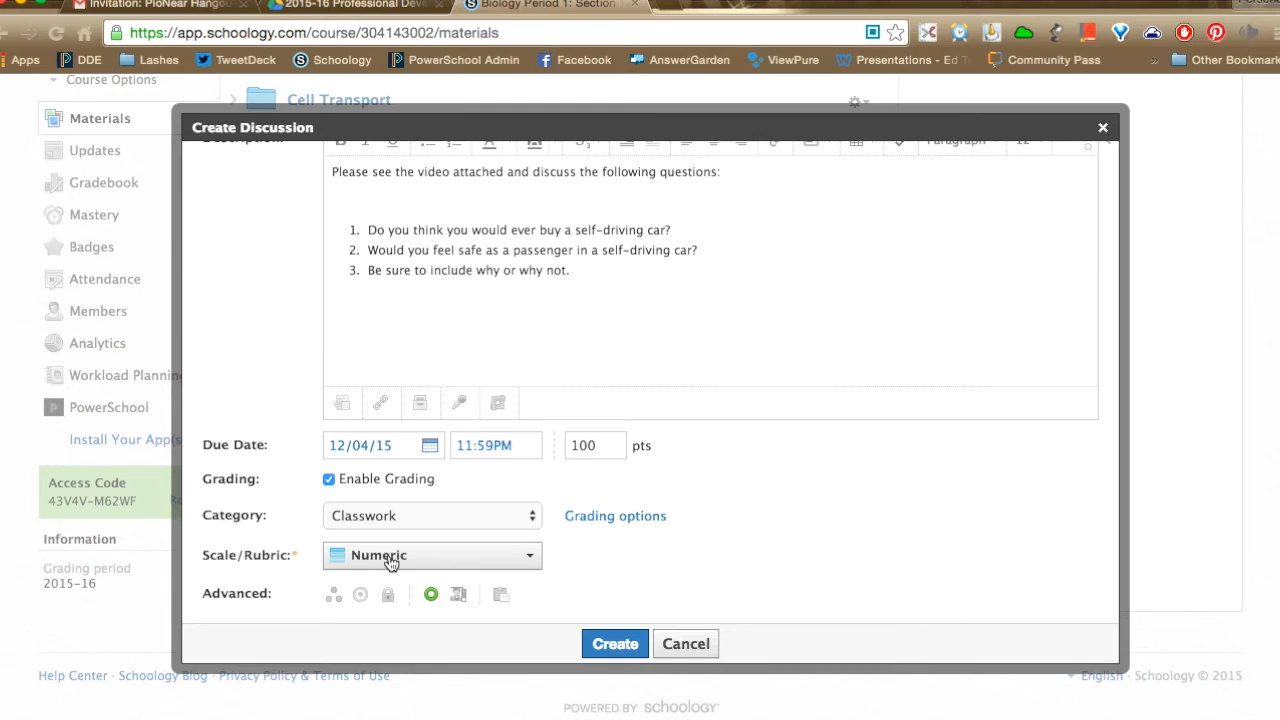 Invitation: PioNear Hango
2015-16 Professional Deve
Biology Period 1: Section
https://app.schoology.com/course/304143002/materials
Apps
DDE
Lashes
TweetDeck
Schoology
PowerSchool Admin
Facebook
AnswerGarden
ViewPure
Presentations - Ed T
Community Pass
»
Other Bookmark
Course Options
Cell Transport
Materials
Updates
Gradebook
Mastery
Badges
Attendance
Members
Analytics
Workload Planning
PowerSchool
Install Your App(s
Access Code
43V4V-M62WF
Information
Grading period
2015-16
Create Discussion
×
Paragraph
12
Please see the video attached and discuss the following questions:
1. Do you think you would ever buy a self-driving car?
2. Would you feel safe as a passenger in a self-driving car?
3. Be sure to include why or why not.
Due Date: 12/04/15 11:59PM 100 pts
Grading: Enable Grading
Category: Classwork Grading options
Scale/Rubric:* Numeric
Advanced:
Create Cancel
Help Center · Schoology Blog · Privacy Policy & Terms of Use
English · Schoology © 2015
POWERED BY schoology